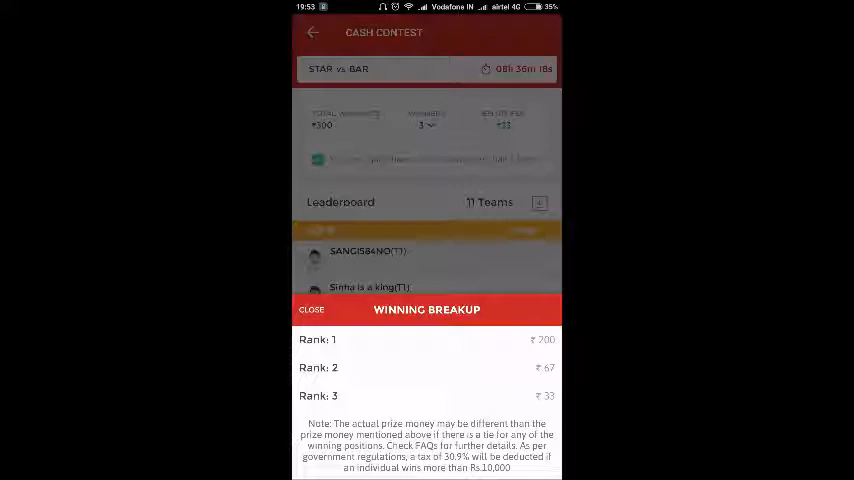 19:53 Vodafone IN airtel 4G 35%
CASH CONTEST
STAR vs BAR 08h 36m 18s
TOTAL WINNINGS WINNERS ENTRY FEE
₹300 3 ₹33
Leaderboard 11 Teams
SANGI584NO(T1)
Sinha is a king(T1)
CLOSE WINNING BREAKUP
Rank: 1 ₹ 200
Rank: 2 ₹ 67
Rank: 3 ₹ 33
Note: The actual prize money may be different than the
prize money mentioned above if there is a tie for any of the
winning positions. Check FAQs for further details. As per
government regulations, a tax of 30.9% will be deducted if
an individual wins more than Rs.10,000